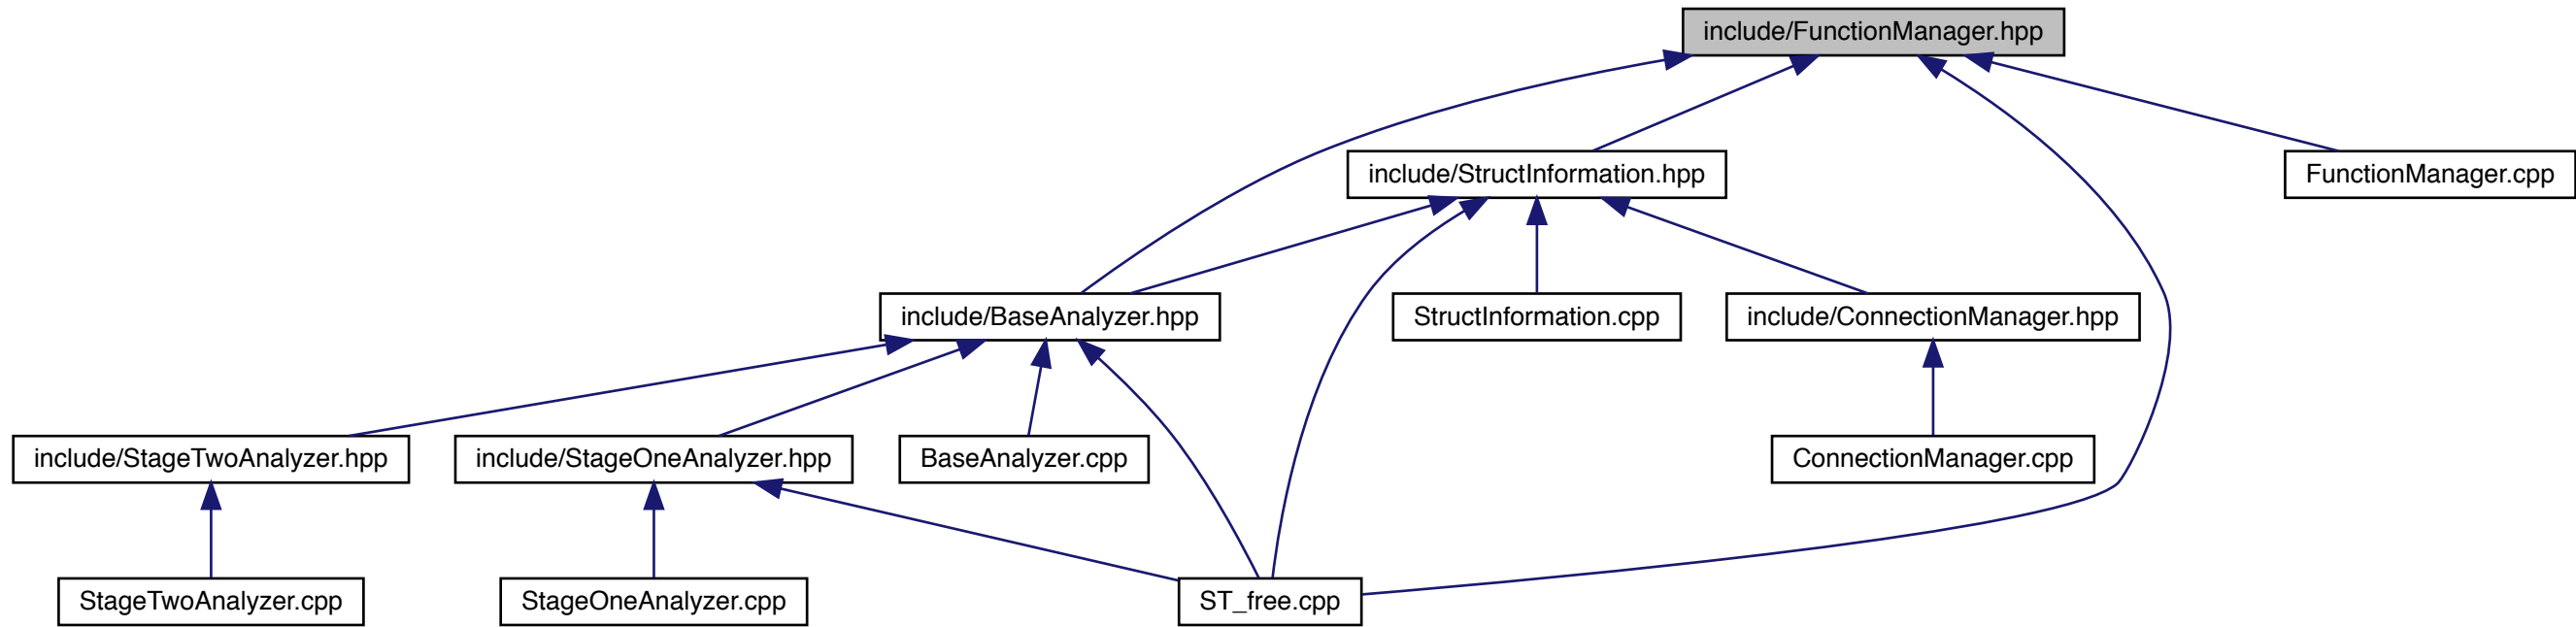 include/FunctionManager.hpp
include/StructInformation.hpp
FunctionManager.cpp
include/BaseAnalyzer.hpp
StructInformation.cpp
include/ConnectionManager.hpp
include/StageTwoAnalyzer.hpp
include/StageOneAnalyzer.hpp
BaseAnalyzer.cpp
ConnectionManager.cpp
StageTwoAnalyzer.cpp
StageOneAnalyzer.cpp
ST_free.cpp